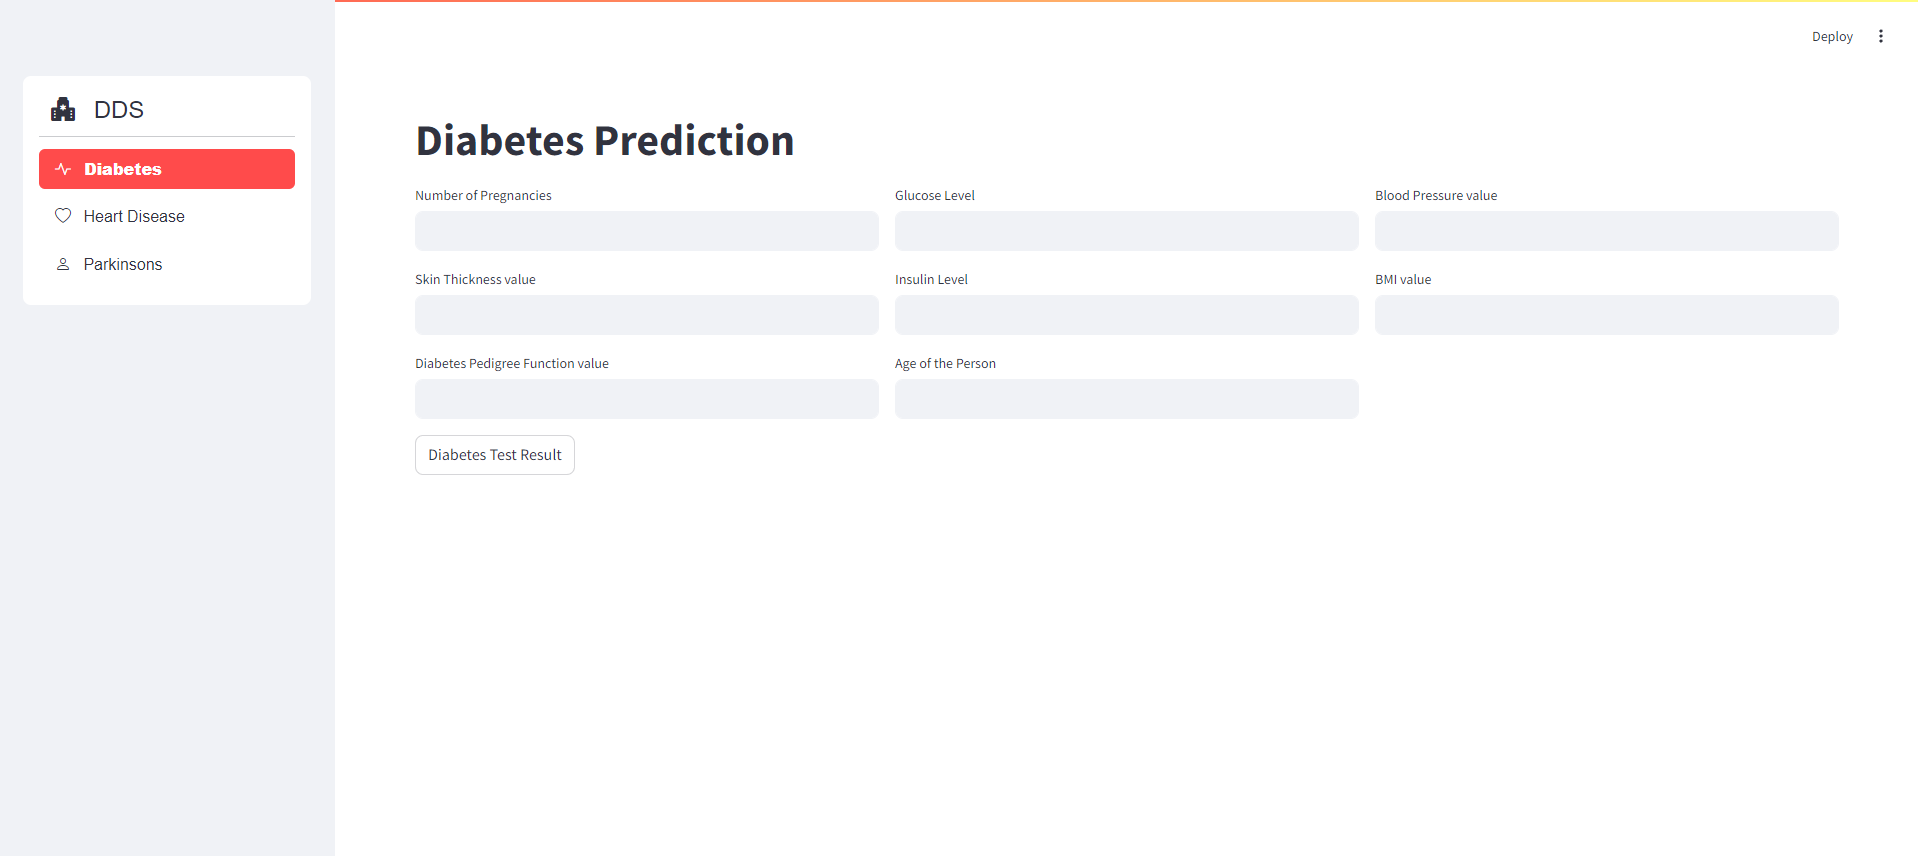 Deploy
DDS
Diabetes
Heart Disease
Parkinsons
Diabetes Prediction
Number of Pregnancies
Glucose Level
Blood Pressure value
Skin Thickness value
Insulin Level
BMI value
Diabetes Pedigree Function value
Age of the Person
Diabetes Test Result